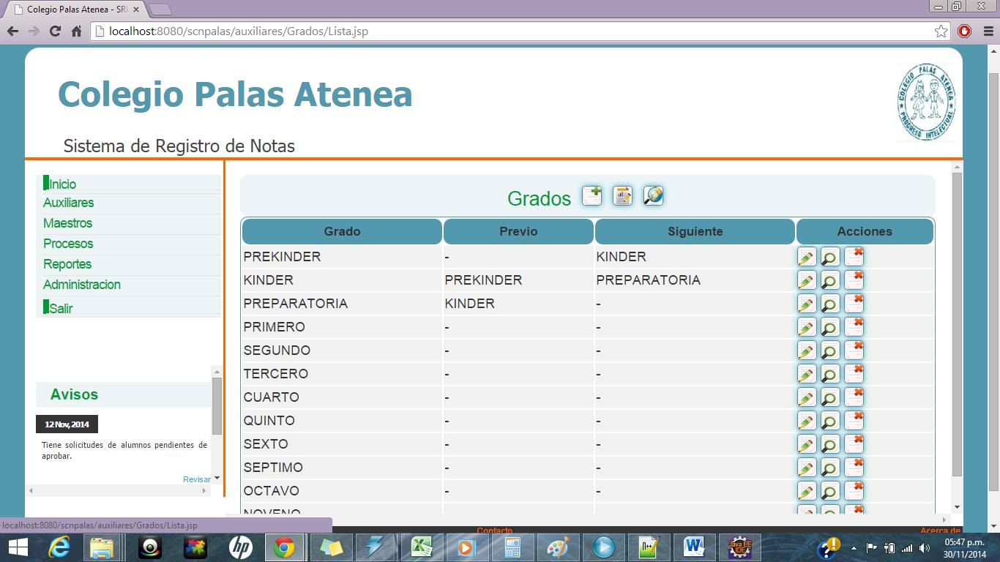 Colegio Palas Atenea - SRI
localhost:8080/scnpalas/auxiliares/Grados/Lista.jsp
Colegio Palas Atenea
COLEGIO PALAS ATENEA
PROGRESO INTELECTUAL
Sistema de Registro de Notas
Inicio
Auxiliares
Maestros
Procesos
Reportes
Administracion
Salir
Avisos
12 Nov, 2014
Tiene solicitudes de alumnos pendientes de
aprobar.
Revisar
Grados
Grado Previo Siguiente Acciones
PREKINDER - KINDER
KINDER PREKINDER PREPARATORIA
PREPARATORIA KINDER -
PRIMERO - -
SEGUNDO - -
TERCERO - -
CUARTO - -
QUINTO - -
SEXTO - -
SEPTIMO - -
OCTAVO - -
NOVENO
localhost:8080/scnpalas/auxiliares/Grados/Lista.jsp
Contacto Acerca de
hp
Java EE
IDE
05:47 p.m.
30/11/2014